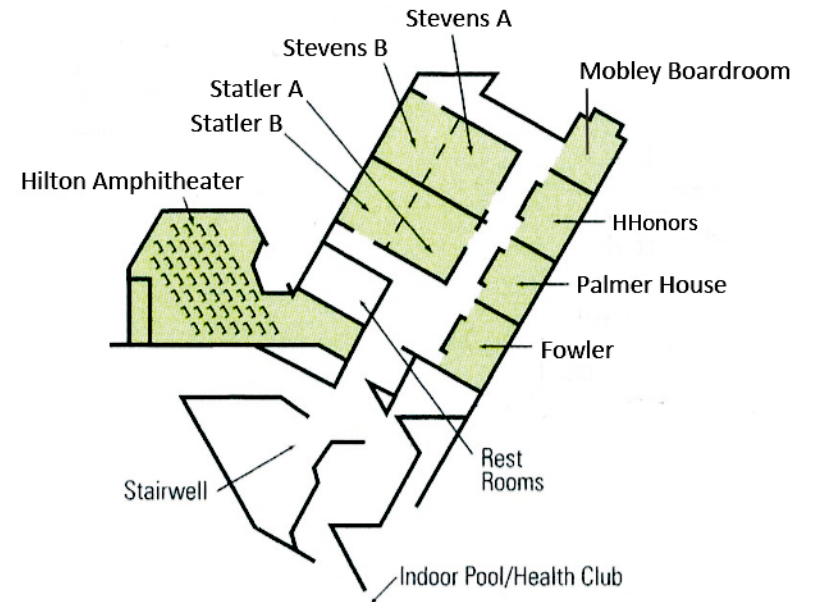 Stevens A
Stevens B
Mobley Boardroom
Statler A
Statler B
Hilton Amphitheater
HHonors
Palmer House
Fowler
Rest
Rooms
Stairwell
Indoor Pool/Health Club